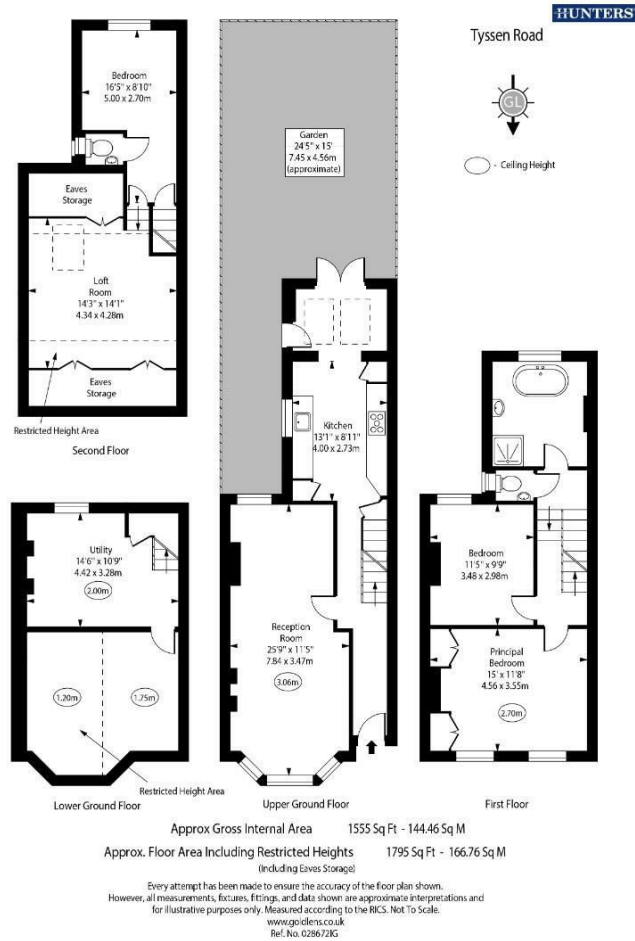 HUNTERS
Tyssen Road
GL
- Ceiling Height
Bedroom
16'5" x 8'10"
5.00 x 2.70m
Eaves
Storage
Loft
Room
14'3" x 14'1"
4.34 x 4.28m
Eaves
Storage
Restricted Height Area
Second Floor
Garden
24'5" x 15'
7.45 x 4.56m
(approximate)
Kitchen
13'1" x 8'11"
4.00 x 2.73m
Reception
Room
25'9" x 11'5"
7.84 x 3.47m
3.06m
Upper Ground Floor
Utility
14'6" x 10'9"
4.42 x 3.28m
2.00m
1.20m
1.75m
Restricted Height Area
Lower Ground Floor
Bedroom
11'5" x 9'9"
3.48 x 2.98m
Principal
Bedroom
15' x 11'8"
4.56 x 3.55m
2.70m
First Floor
Approx Gross Internal Area 1555 Sq Ft - 144.46 Sq M
Approx. Floor Area Including Restricted Heights 1795 Sq Ft - 166.76 Sq M
(Including Eaves Storage)
Every attempt has been made to ensure the accuracy of the floor plan shown.
However, all measurements, fixtures, fittings, and data shown are approximate interpretations and
for illustrative purposes only. Measured according to the RICS. Not To Scale.
www.goldlens.co.uk
Ref. No. 028672IG